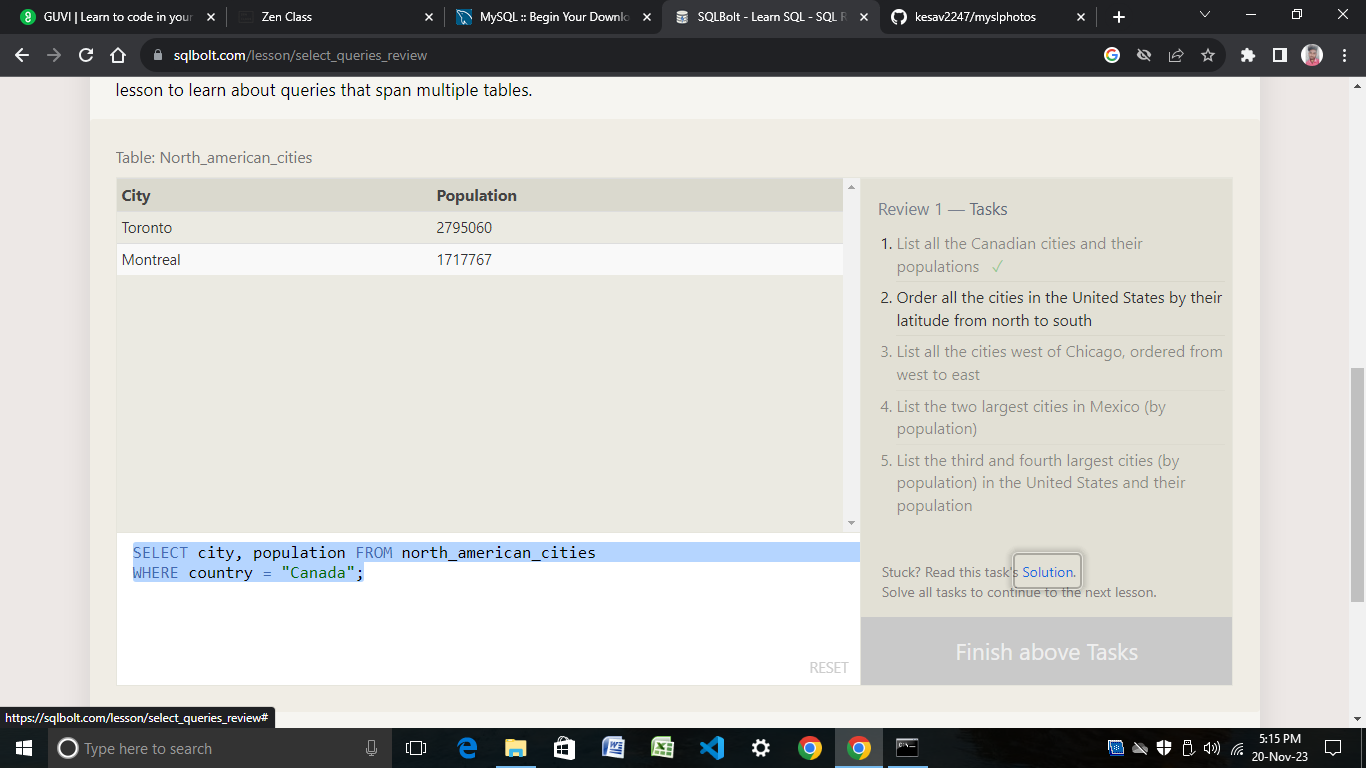 GUVI | Learn to code in your
Zen Class
MySQL :: Begin Your Downlo
SQLBolt - Learn SQL - SQL R
kesav2247/myslphotos
sqlbolt.com/lesson/select_queries_review
lesson to learn about queries that span multiple tables.
Table: North_american_cities
City Population
Toronto 2795060
Montreal 1717767
SELECT city, population FROM north_american_cities
WHERE country = "Canada";
RESET
Review 1 — Tasks
1. List all the Canadian cities and their
populations ✓
2. Order all the cities in the United States by their
latitude from north to south
3. List all the cities west of Chicago, ordered from
west to east
4. List the two largest cities in Mexico (by
population)
5. List the third and fourth largest cities (by
population) in the United States and their
population
Stuck? Read this task's Solution.
Solve all tasks to continue to the next lesson.
Finish above Tasks
https://sqlbolt.com/lesson/select_queries_review#
Type here to search
5:15 PM
20-Nov-23